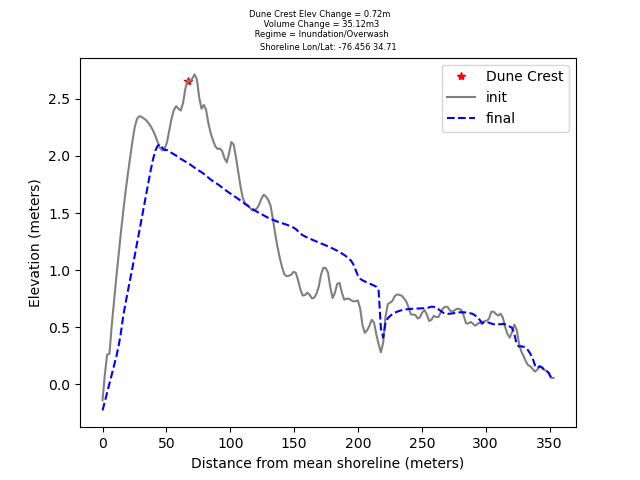 Dune Crest Elev Change = 0.72m
Volume Change = 35.12m3
Regime = Inundation/Overwash
Shoreline Lon/Lat: -76.456 34.71
Dune Crest
init
final
2.5
2.0
1.5
1.0
0.5
0.0
Elevation (meters)
0 50 100 150 200 250 300 350
Distance from mean shoreline (meters)